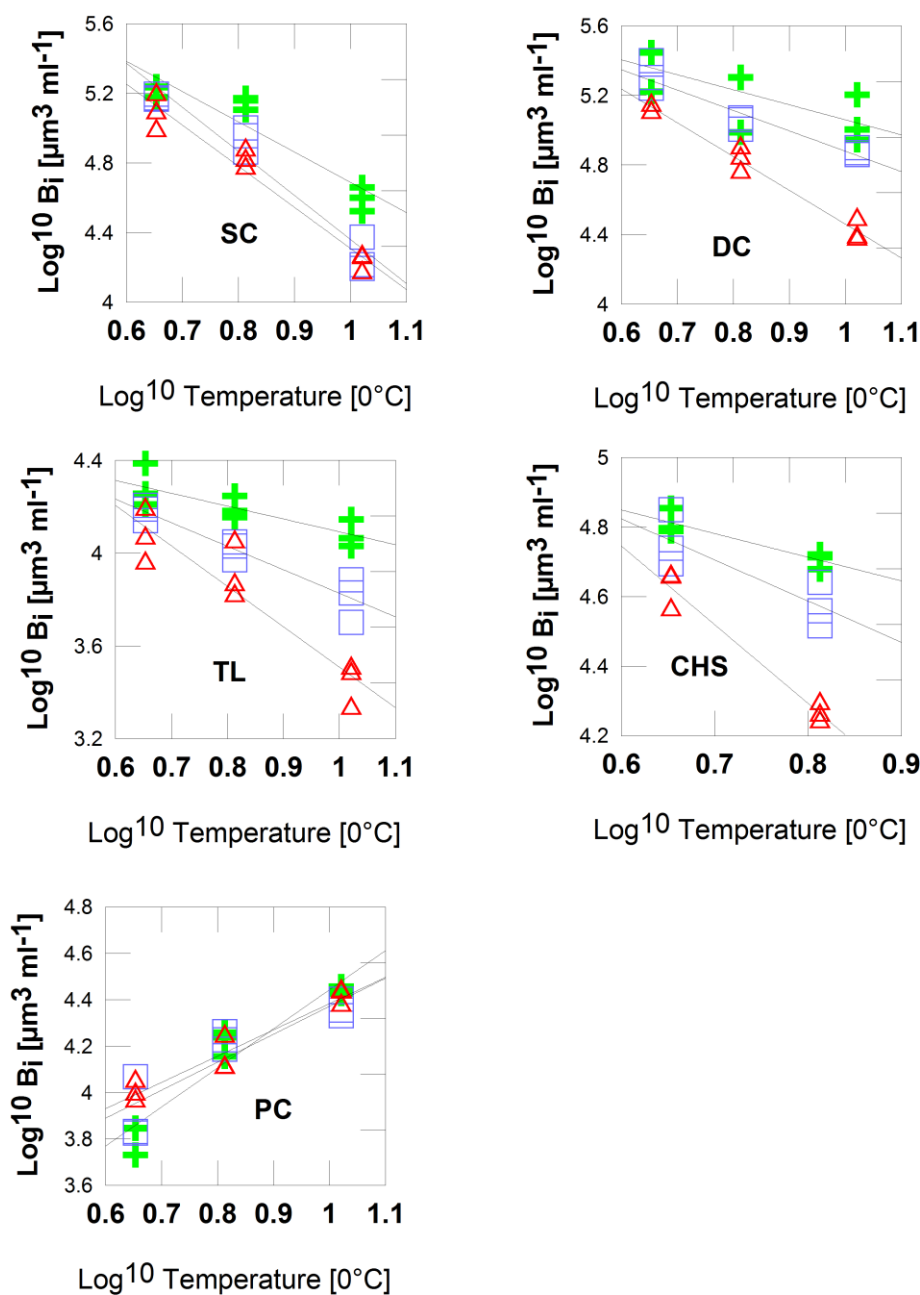 Log10 Bi [µm3 ml-1]
5.6
5.2
4.8
4.4
4
SC
0.6 0.7 0.8 0.9 1 1.1
Log10 Temperature [0°C]
Log10 Bi [µm3 ml-1]
5.6
5.2
4.8
4.4
4
DC
0.6 0.7 0.8 0.9 1 1.1
Log10 Temperature [0°C]
Log10 Bi [µm3 ml-1]
4.4
4
3.6
3.2
TL
0.6 0.7 0.8 0.9 1 1.1
Log10 Temperature [0°C]
Log10 Bi [µm3 ml-1]
5
4.8
4.6
4.4
4.2
CHS
0.6 0.7 0.8 0.9
Log10 Temperature [0°C]
Log10 Bi [µm3 ml-1]
4.8
4.6
4.4
4.2
4
3.8
3.6
PC
0.6 0.7 0.8 0.9 1 1.1
Log10 Temperature [0°C]